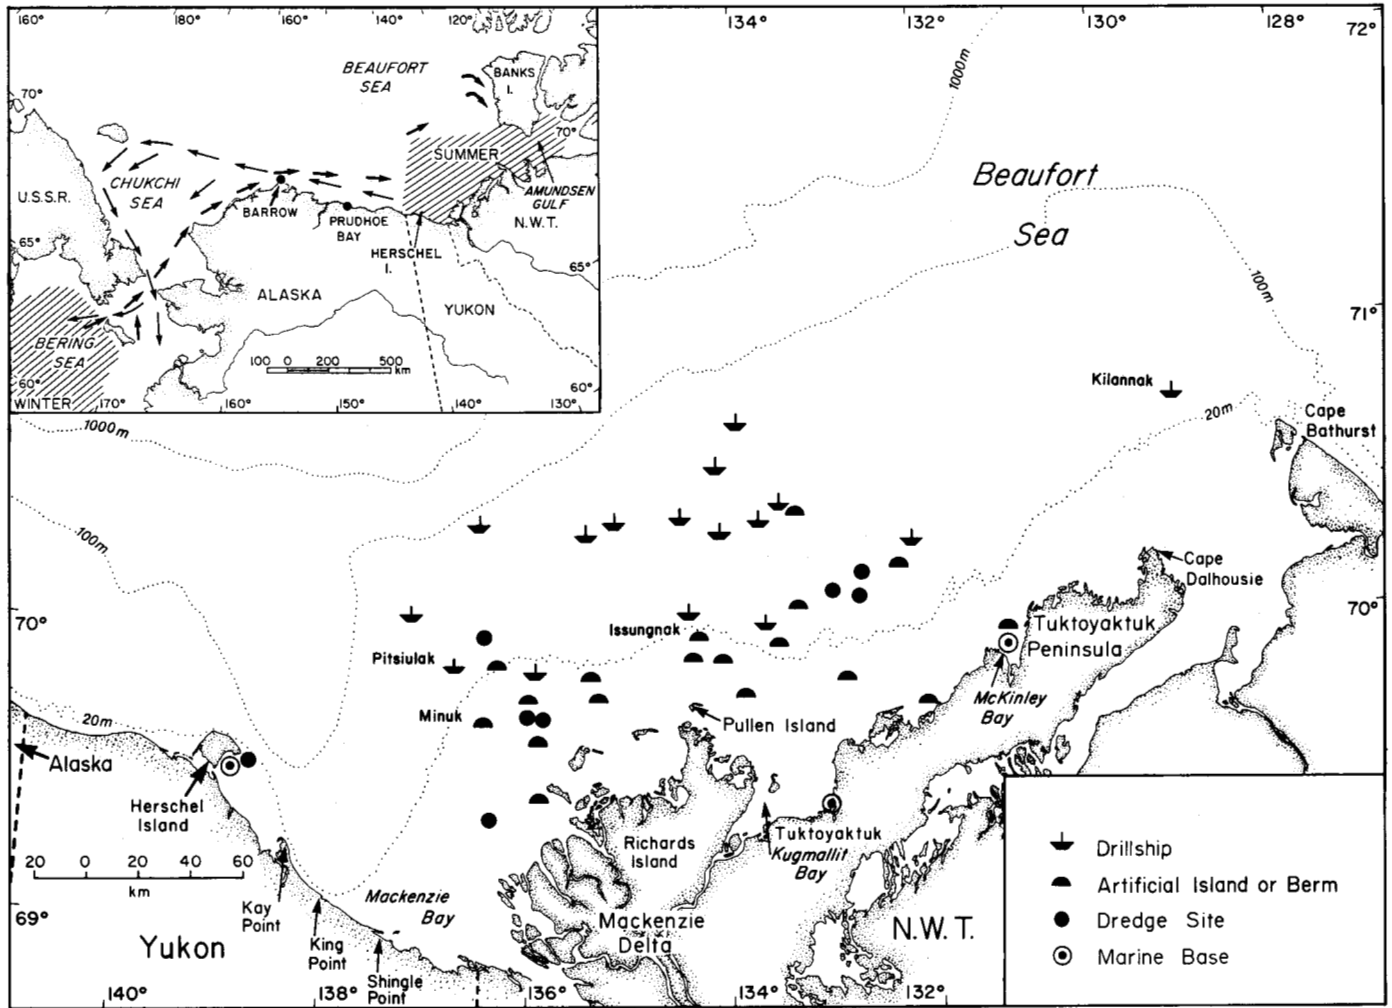 160°
180°
170°
160°
150°
140°
120°
BEAUFORT
SEA
BANKS
I.
70°
70°
SUMMER
U.S.S.R.
CHUKCHI
SEA
BARROW
PRUDHOE
BAY
AMUNDSEN
GULF
N.W.T.
HERSCHEL
I.
65°
65°
ALASKA
YUKON
BERING
SEA
100 0 200 500
km
60°
60°
WINTER
170°
160°
150°
140°
130°
134°
132°
130°
128°
72°
1000m
Beaufort
Sea
100m
71°
Kilannak
20m
Cape
Bathurst
1000m
100m
Cape
Dalhousie
70°
70°
Issungnak
Tuktoyaktuk
Peninsula
Pitsiulak
McKinley
Bay
Minuk
Pullen Island
20m
Alaska
Herschel
Island
20 0 20 40 60
km
Tuktoyaktuk
Kugmallit
Bay
Richards
Island
Drillship
Artificial Island or Berm
Dredge Site
Marine Base
69°
Kay
Point
Mackenzie
Bay
Mackenzie
Delta
N.W.T.
Yukon
King
Point
Shingle
Point
140°
138°
136°
134°
132°